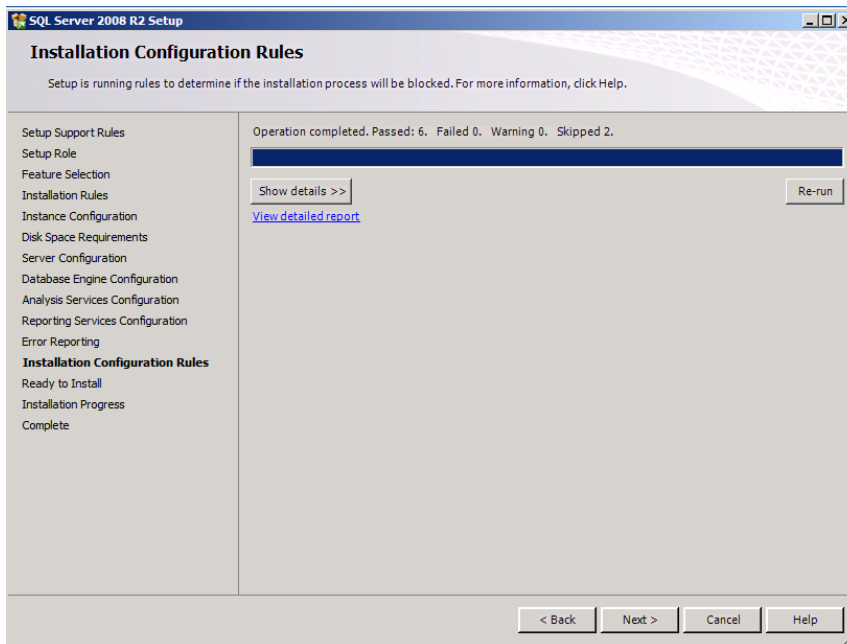 SQL Server 2008 R2 Setup
Installation Configuration Rules
Setup is running rules to determine if the installation process will be blocked. For more information, click Help.
Setup Support Rules
Setup Role
Feature Selection
Installation Rules
Instance Configuration
Disk Space Requirements
Server Configuration
Database Engine Configuration
Analysis Services Configuration
Reporting Services Configuration
Error Reporting
Installation Configuration Rules
Ready to Install
Installation Progress
Complete
Operation completed. Passed: 6. Failed 0. Warning 0. Skipped 2.
Show details >>
Re-run
View detailed report
< Back
Next >
Cancel
Help